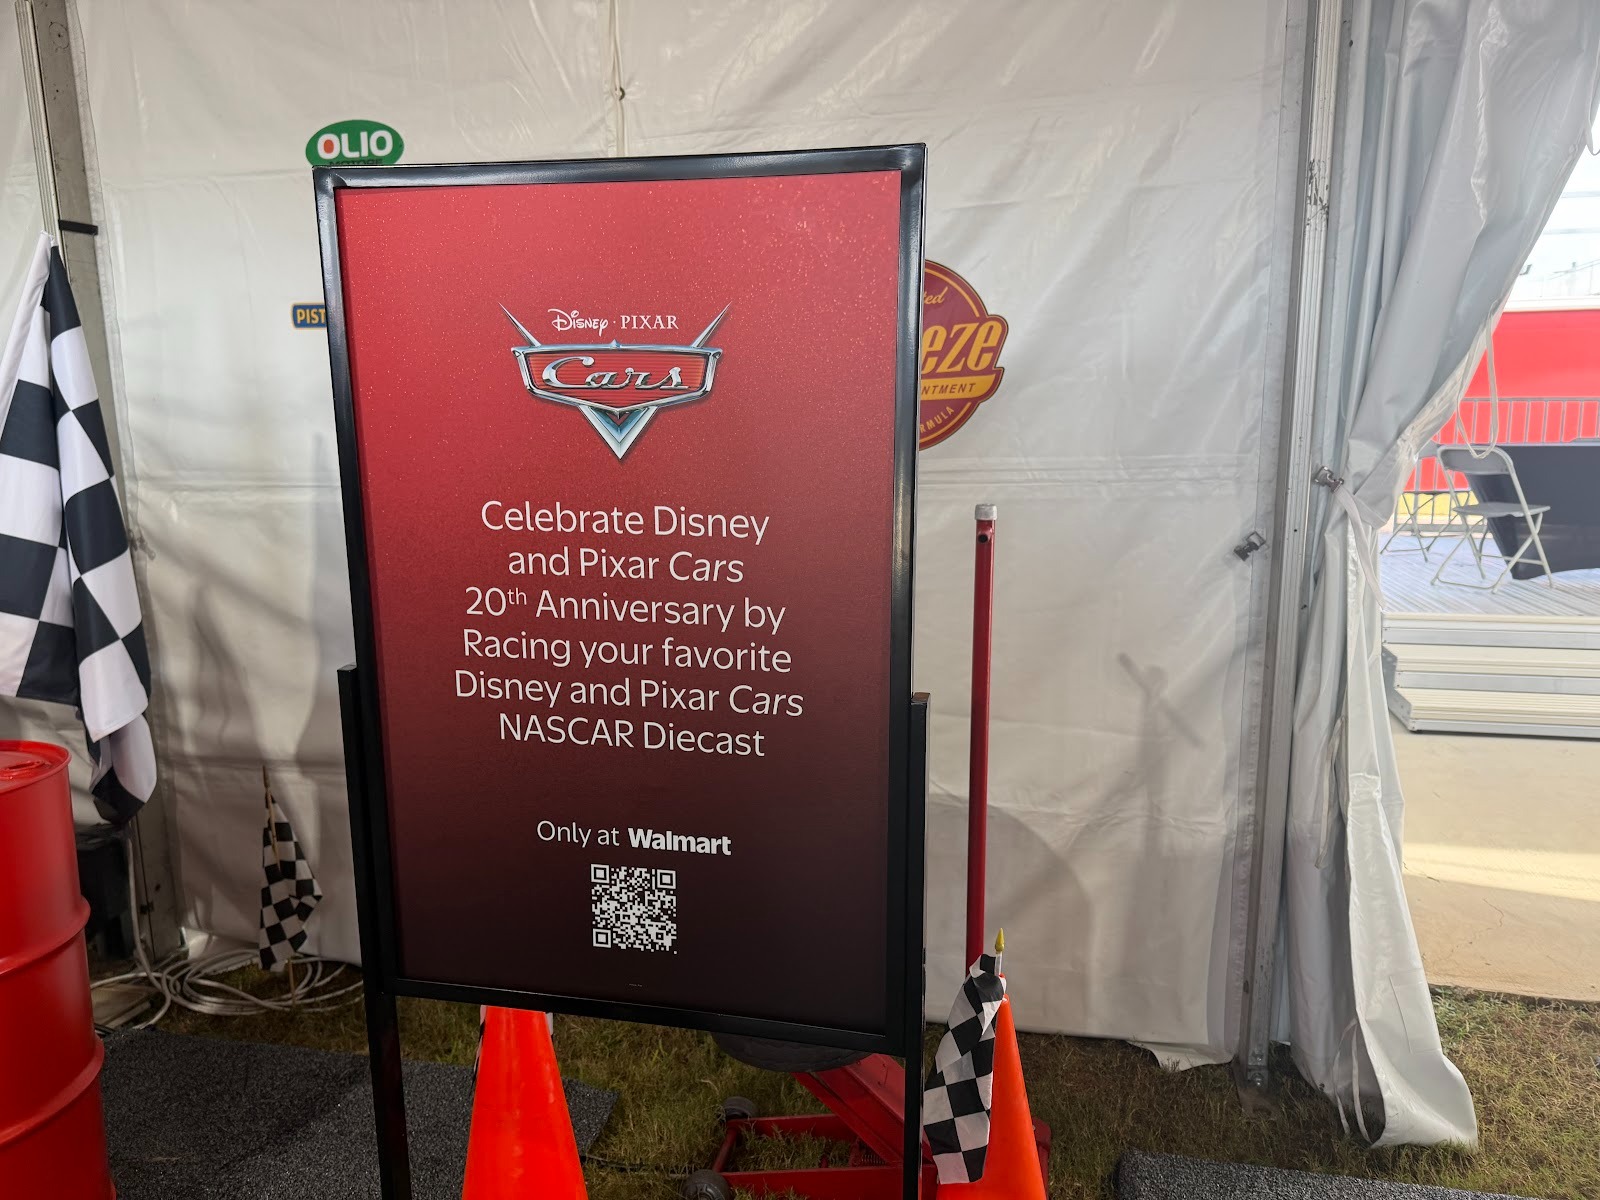 OLIO
PIST
ted
eze
NTMENT
RMULA
Disney · PIXAR
Cars
Celebrate Disney
and Pixar Cars
20th Anniversary by
Racing your favorite
Disney and Pixar Cars
NASCAR Diecast
Only at Walmart